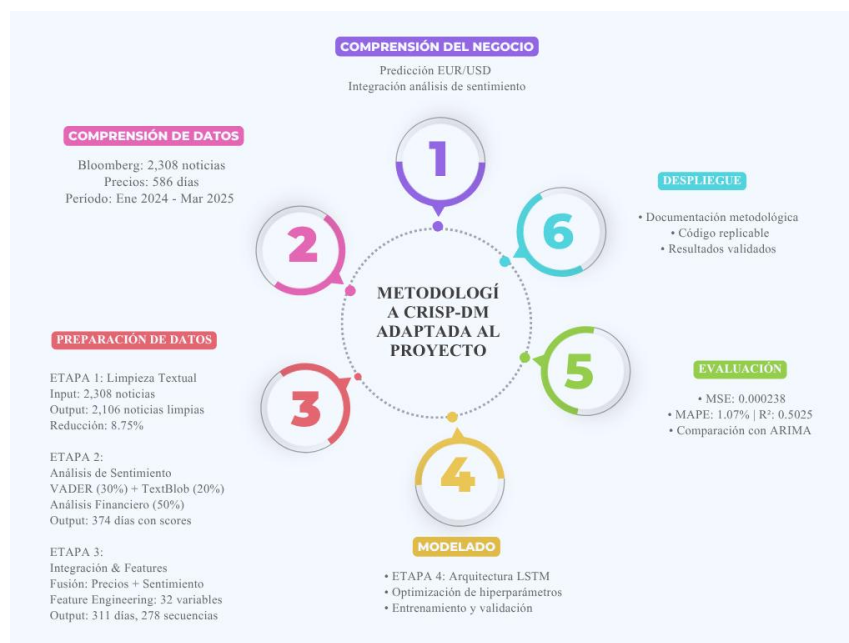 COMPRENSIÓN DEL NEGOCIO
Predicción EUR/USD
Integración análisis de sentimiento
1
COMPRENSIÓN DE DATOS
Bloomberg: 2,308 noticias
Precios: 586 días
Período: Ene 2024 - Mar 2025
2
PREPARACIÓN DE DATOS
ETAPA 1: Limpieza Textual
Input: 2,308 noticias
Output: 2,106 noticias limpias
Reducción: 8.75%
ETAPA 2:
Análisis de Sentimiento
VADER (30%) + TextBlob (20%)
Análisis Financiero (50%)
Output: 374 días con scores
ETAPA 3:
Integración & Features
Fusión: Precios + Sentimiento
Feature Engineering: 32 variables
Output: 311 días, 278 secuencias
3
METODOLOGÍ
A CRISP-DM
ADAPTADA AL
PROYECTO
4
MODELADO
• ETAPA 4: Arquitectura LSTM
• Optimización de hiperparámetros
• Entrenamiento y validación
5
EVALUACIÓN
• MSE: 0.000238
• MAPE: 1.07% | R²: 0.5025
• Comparación con ARIMA
6
DESPLIEGUE
• Documentación metodológica
• Código replicable
• Resultados validados